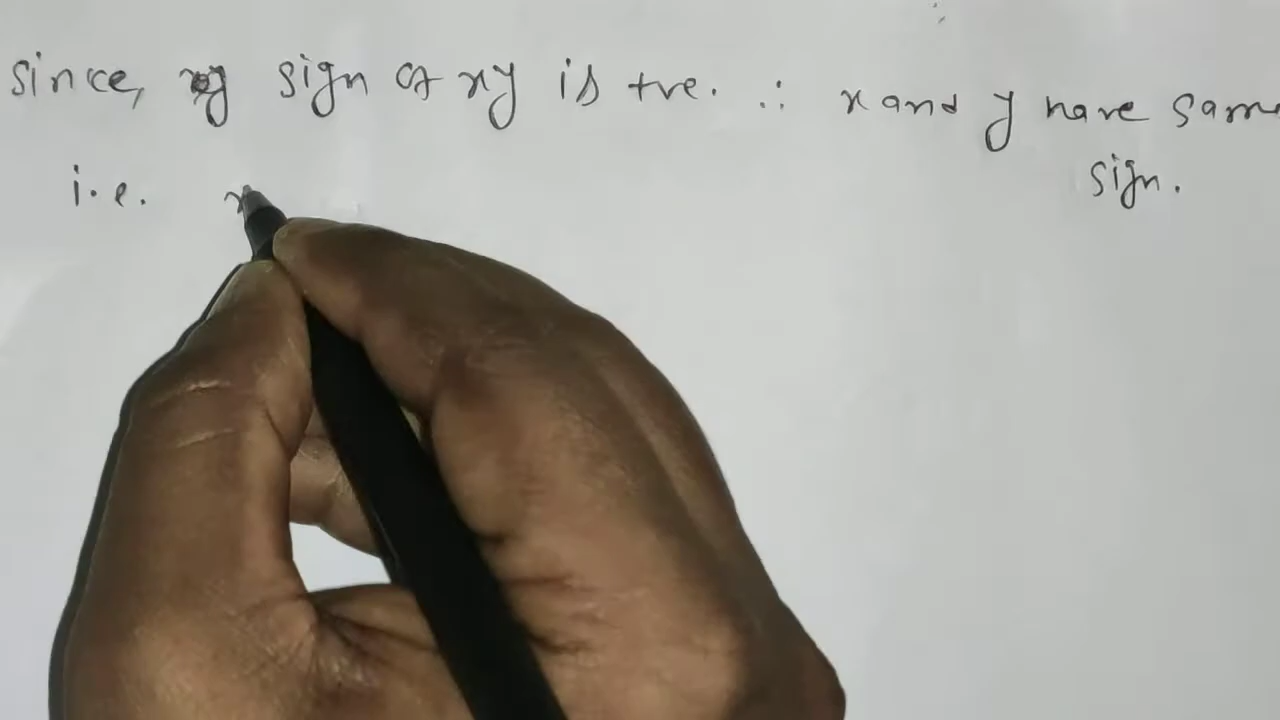 since, sign of xy is +ve. ∴ x and y have same
sign.
i.e. x